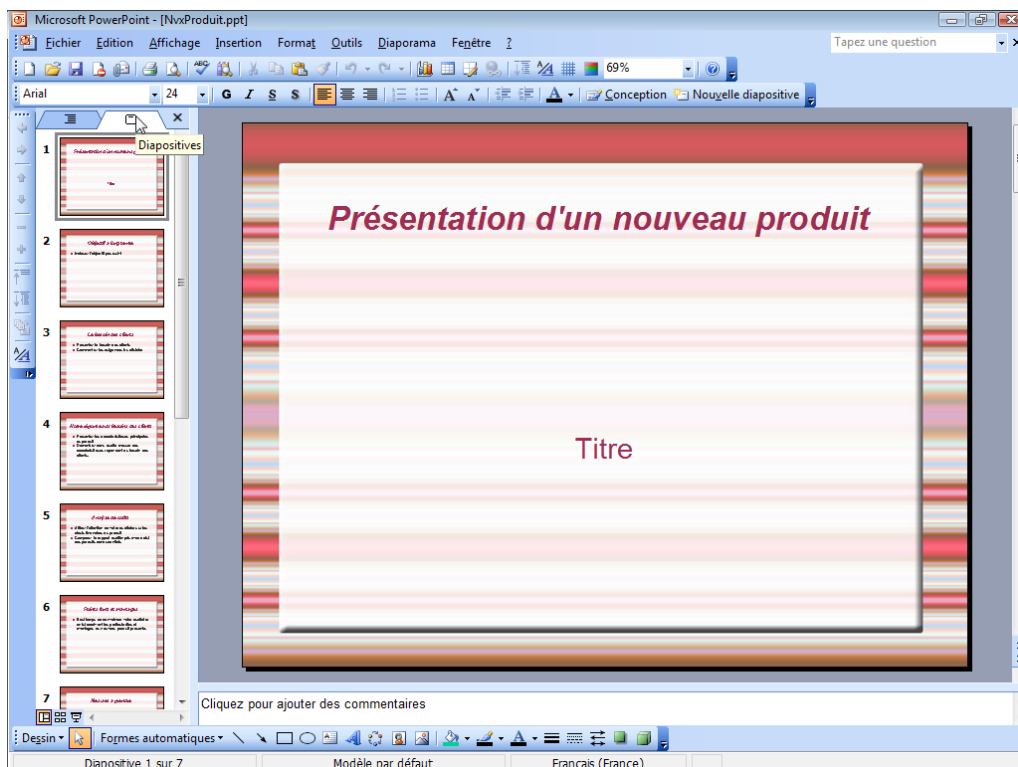 Microsoft PowerPoint - [NvxProduit.ppt]
Fichier Edition Affichage Insertion Format Outils Diaporama Fenêtre ?
Tapez une question
69%
Arial 24 G I S S Conception Nouvelle diapositive
Diapositives
1
2
3
4
5
6
7
Présentation d'un nouveau produit
Titre
Cliquez pour ajouter des commentaires
Dessin Formes automatiques
Diapositive 1 sur 7 Modèle par défaut Français (France)